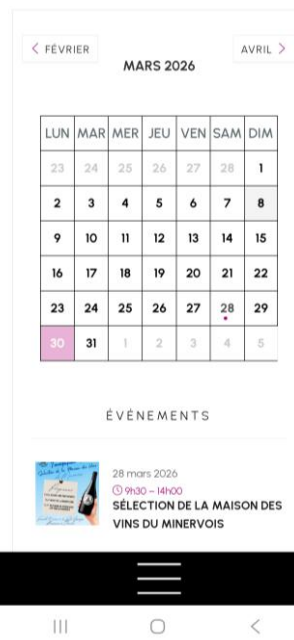 FÉVRIER
AVRIL
MARS 2026
LUN MAR MER JEU VEN SAM DIM
23 24 25 26 27 28 1
2 3 4 5 6 7 8
9 10 11 12 13 14 15
16 17 18 19 20 21 22
23 24 25 26 27 28 29
30 31 1 2 3 4 5
ÉVÉNEMENTS
28 mars 2026
9h30 – 14h00
SÉLECTION DE LA MAISON DES
VINS DU MINERVOIS